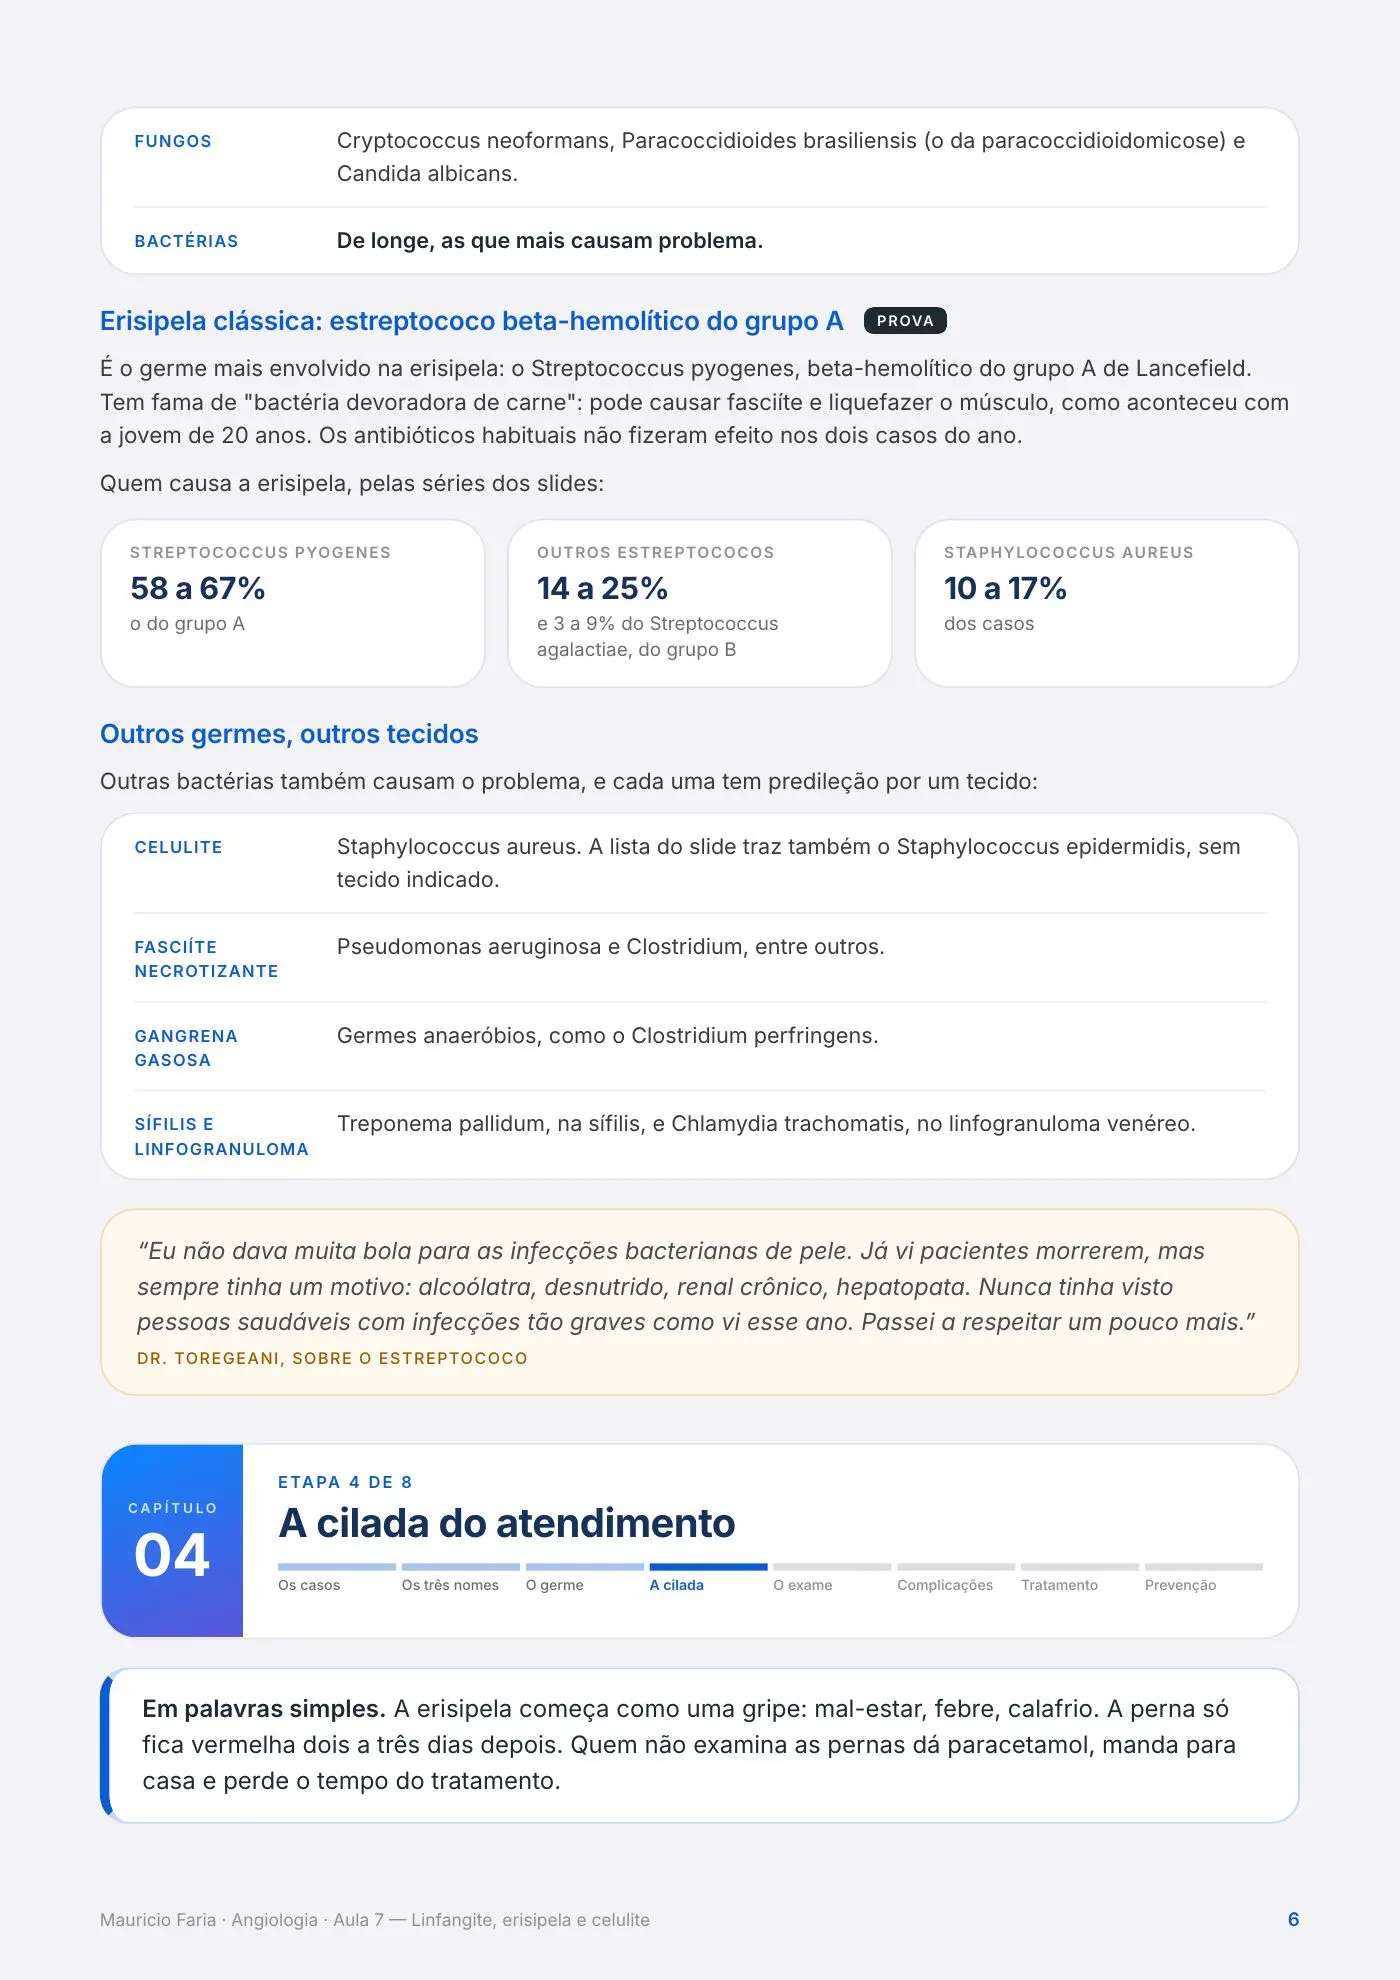 FUNGOS
Cryptococcus neoformans, Paracoccidioides brasiliensis (o da paracoccidioidomicose) e
Candida albicans.
BACTÉRIAS
De longe, as que mais causam problema.
Erisipela clássica: estreptococo beta-hemolítico do grupo A PROVA
É o germe mais envolvido na erisipela: o Streptococcus pyogenes, beta-hemolítico do grupo A de Lancefield.
Tem fama de "bactéria devoradora de carne": pode causar fasciíte e liquefazer o músculo, como aconteceu com
a jovem de 20 anos. Os antibióticos habituais não fizeram efeito nos dois casos do ano.
Quem causa a erisipela, pelas séries dos slides:
STREPTOCOCCUS PYOGENES
58 a 67%
o do grupo A
OUTROS ESTREPTOCOCOS
14 a 25%
e 3 a 9% do Streptococcus
agalactiae, do grupo B
STAPHYLOCOCCUS AUREUS
10 a 17%
dos casos
Outros germes, outros tecidos
Outras bactérias também causam o problema, e cada uma tem predileção por um tecido:
CELULITE
Staphylococcus aureus. A lista do slide traz também o Staphylococcus epidermidis, sem
tecido indicado.
FASCIÍTE
NECROTIZANTE
Pseudomonas aeruginosa e Clostridium, entre outros.
GANGRENA
GASOSA
Germes anaeróbios, como o Clostridium perfringens.
SÍFILIS E
LINFOGRANULOMA
Treponema pallidum, na sífilis, e Chlamydia trachomatis, no linfogranuloma venéreo.
“Eu não dava muita bola para as infecções bacterianas de pele. Já vi pacientes morrerem, mas
sempre tinha um motivo: alcoólatra, desnutrido, renal crônico, hepatopata. Nunca tinha visto
pessoas saudáveis com infecções tão graves como vi esse ano. Passei a respeitar um pouco mais.”
DR. TOREGEANI, SOBRE O ESTREPTOCOCO
CAPÍTULO
04
ETAPA 4 DE 8
A cilada do atendimento
Os casos Os três nomes O germe A cilada O exame Complicações Tratamento Prevenção
Em palavras simples. A erisipela começa como uma gripe: mal-estar, febre, calafrio. A perna só
fica vermelha dois a três dias depois. Quem não examina as pernas dá paracetamol, manda para
casa e perde o tempo do tratamento.
Mauricio Faria · Angiologia · Aula 7 — Linfangite, erisipela e celulite
6